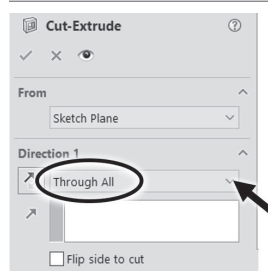 Cut-Extrude
From
Sketch Plane
Direction 1
Through All
Flip side to cut